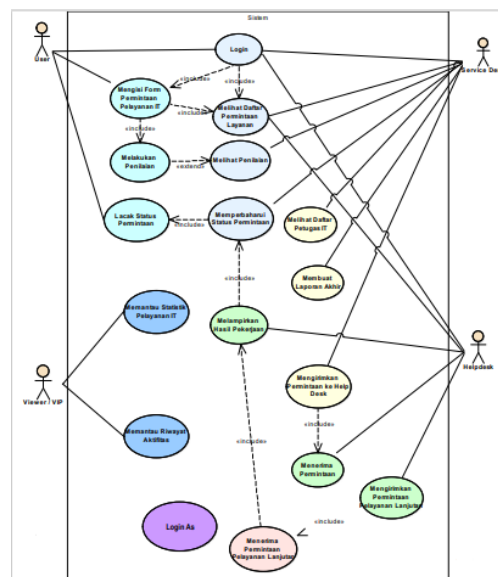 Sistem
User
Login
Service De
«include»
«include»
Mengisi Form
Permintaan
Pelayanan IT
«include»
Melihat Daftar
Permintaan
Layanan
«include»
Melakukan
Penilaian
«extend»
Melihat Penilaian
Lacak Status
Permintaan
«include»
Memperbaharui
Status Permintaan
Melihat Daftar
Petugas IT
«include»
Membuat
Laporan Akhir
Memantau Statistik
Pelayanan IT
Melampirkan
Hasil Pekerjaan
Helpdesk
Viewer / VIP
Mengirimkan
Permintaan ke Help
Desk
«include»
Memantau Riwayat
Aktifitas
«include»
Menerima
Permintaan
Mengirimkan
Permintaan
Pelayanan Lanjutan
Login As
«include»
Menerima
Permintaan
Pelayanan Lanjutan